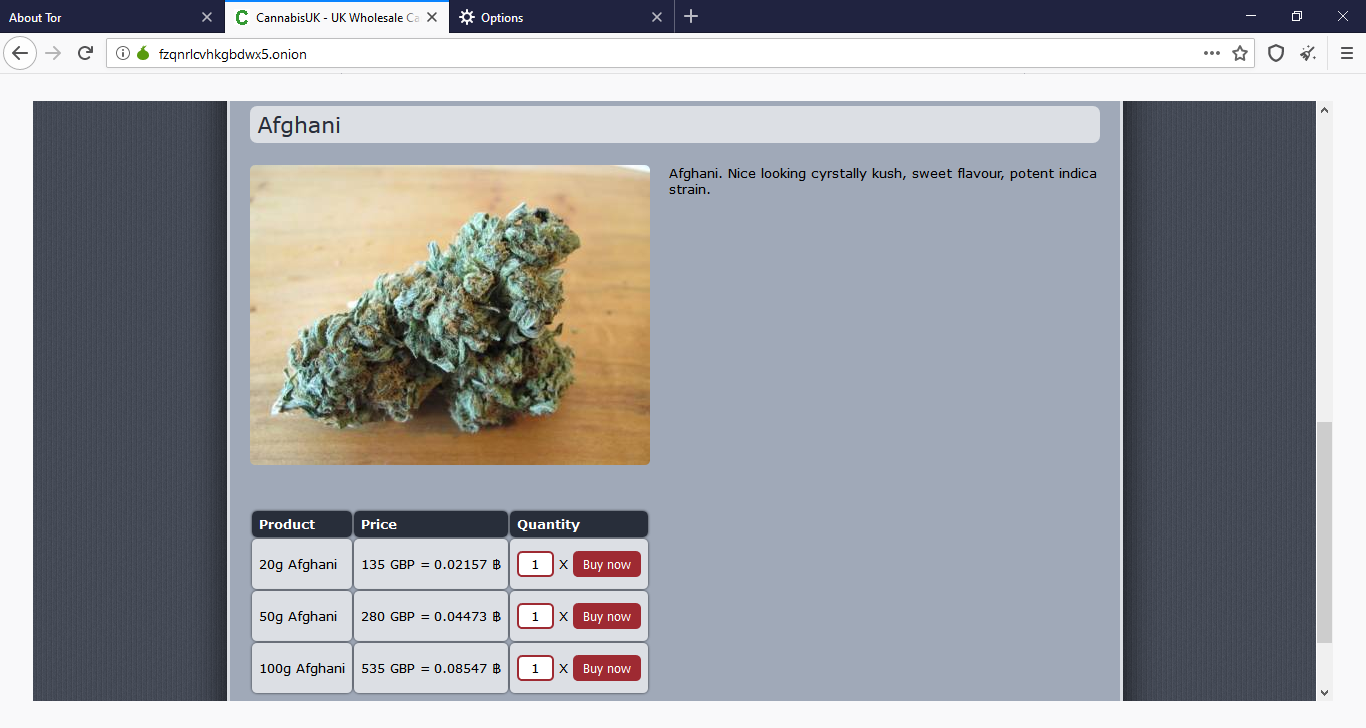 About Tor
CannabisUK - UK Wholesale Ca
Options
fzqnrlcvhkgbdwx5.onion
Afghani
Afghani. Nice looking cyrstally kush, sweet flavour, potent indica
strain.
Product Price Quantity
20g Afghani 135 GBP = 0.02157 ฿ 1 X Buy now
50g Afghani 280 GBP = 0.04473 ฿ 1 X Buy now
100g Afghani 535 GBP = 0.08547 ฿ 1 X Buy now